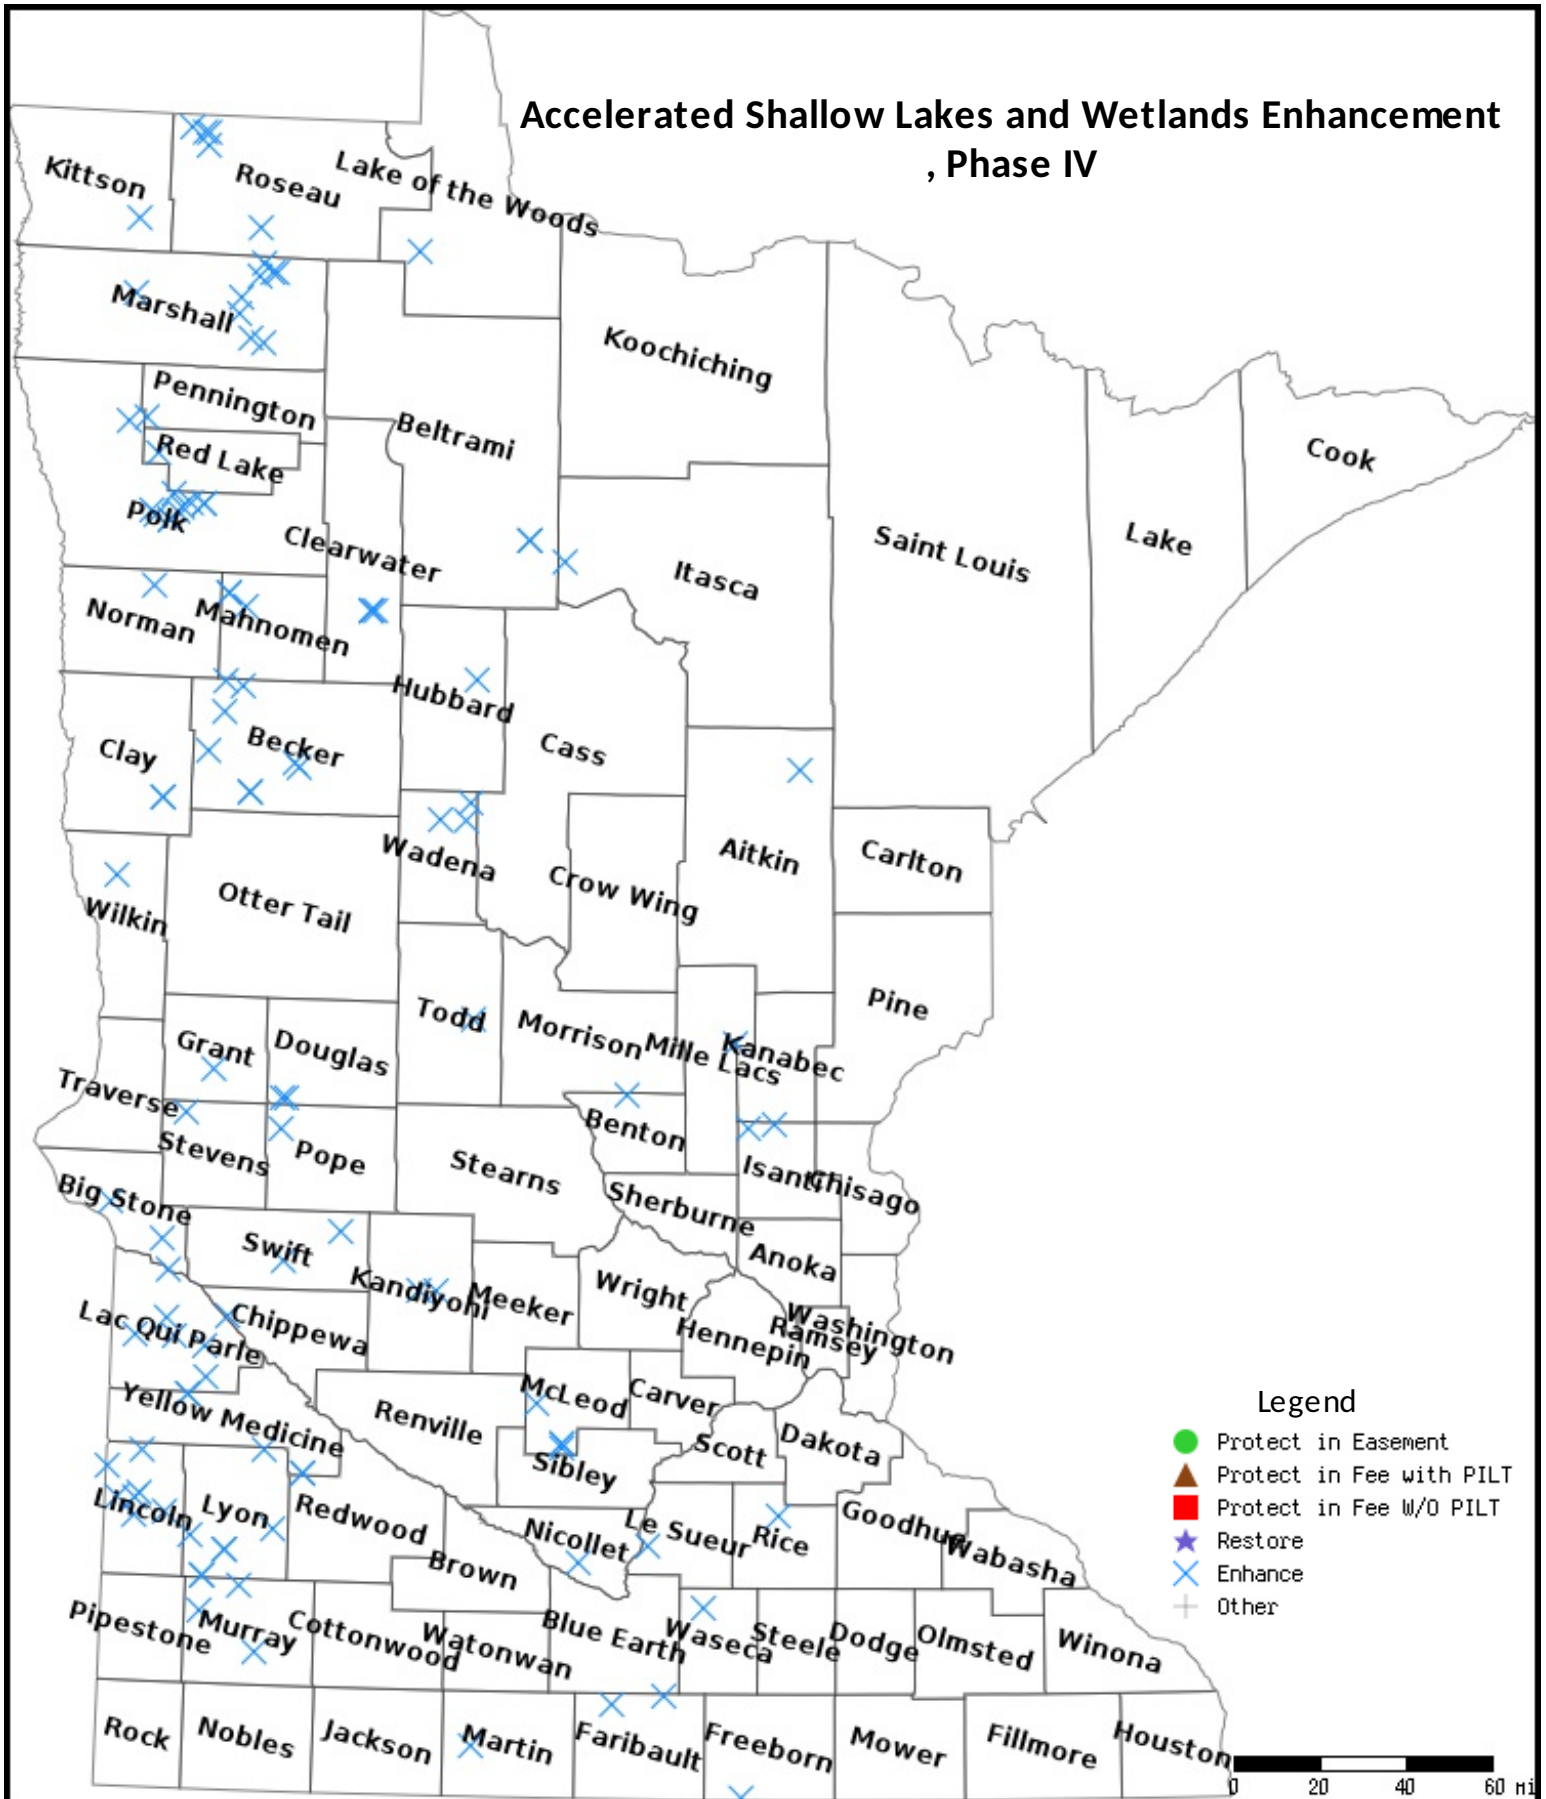 Accelerated Shallow Lakes and Wetlands Enhancement
, Phase IV
Kittson
Roseau
Lake of the Woods
Marshall
Koochiching
Pennington
Beltrami
Red Lake
Cook
Polk
Clearwater
Saint Louis
Lake
Itasca
Norman
Mahnomen
Hubbard
Clay
Becker
Cass
Wadena
Aitkin
Carlton
Crow Wing
Otter Tail
Wilkin
Pine
Todd
Morrison
Mille Lacs
Kanabec
Grant
Douglas
Traverse
Benton
Stevens
Pope
Stearns
Isanti
Chisago
Big Stone
Sherburne
Swift
Anoka
Kandiyohi
Meeker
Wright
Lac Qui Parle
Chippewa
Hennepin
Ramsey
Washington
McLeod
Carver
Yellow Medicine
Renville
Scott
Dakota
Sibley
Legend
Protect in Easement
Protect in Fee with PILT
Protect in Fee W/O PILT
Restore
Enhance
Other
Lincoln
Lyon
Redwood
Nicollet
Le Sueur
Rice
Goodhue
Wabasha
Brown
Pipestone
Murray
Cottonwood
Watonwan
Blue Earth
Waseca
Steele
Dodge
Olmsted
Winona
Rock
Nobles
Jackson
Martin
Faribault
Freeborn
Mower
Fillmore
Houston
0 20 40 60 mi